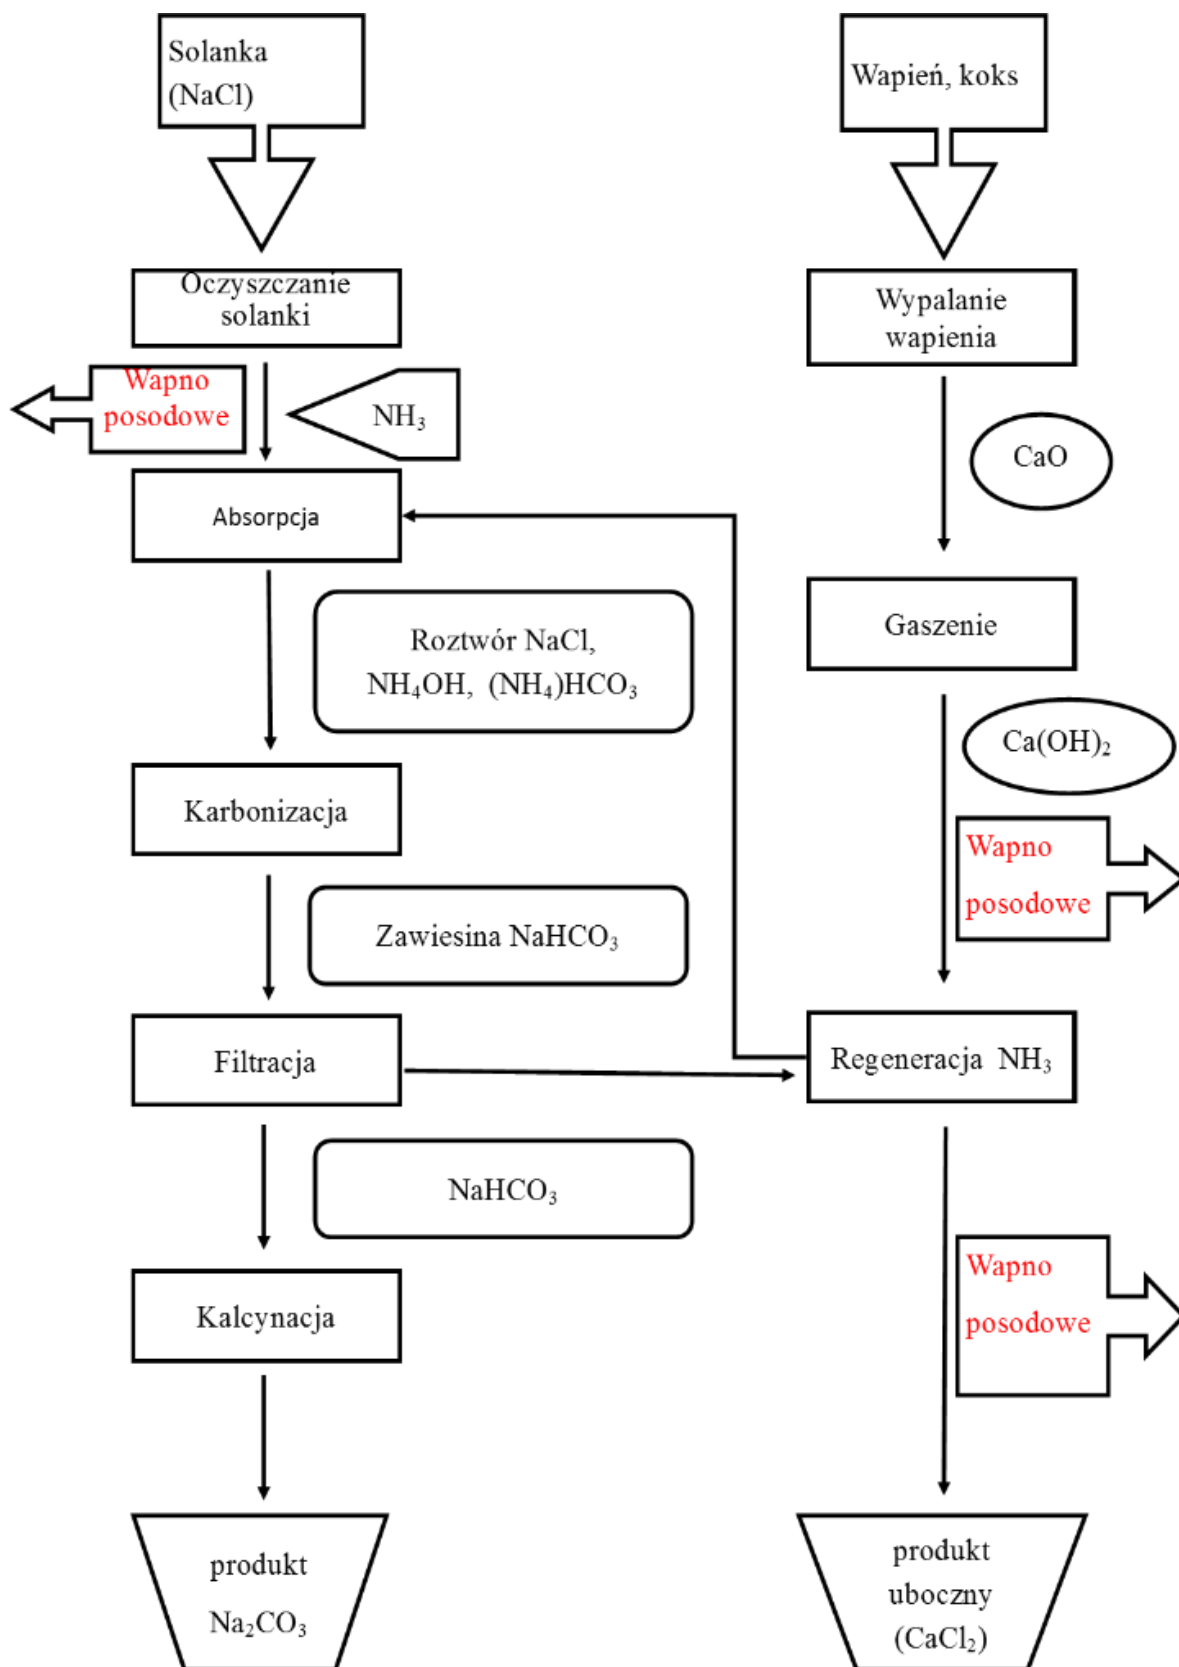 Solanka
(NaCl)
Wapień, koks
Oczyszczanie
solanki
Wypalanie
wapienia
Wapno
posodowe
NH₃
CaO
Absorpcja
Roztwór NaCl,
NH₄OH, (NH₄)HCO₃
Gaszenie
Ca(OH)₂
Karbonizacja
Wapno
posodowe
Zawiesina NaHCO₃
Filtracja
Regeneracja NH₃
NaHCO₃
Kalcynacja
Wapno
posodowe
produkt
Na₂CO₃
produkt
uboczny
(CaCl₂)